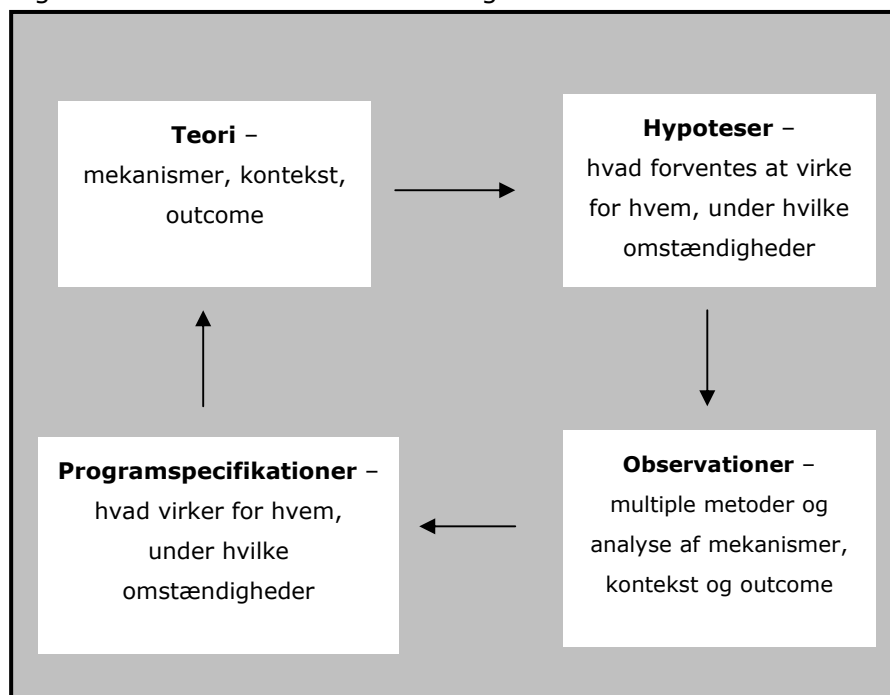 Teori –
mekanismer, kontekst,
outcome
Hypoteser –
hvad forventes at virke
for hvem, under hvilke
omstændigheder
Programspecifikationer –
hvad virker for hvem,
under hvilke
omstændigheder
Observationer –
multiple metoder og
analyse af mekanismer,
kontekst og outcome